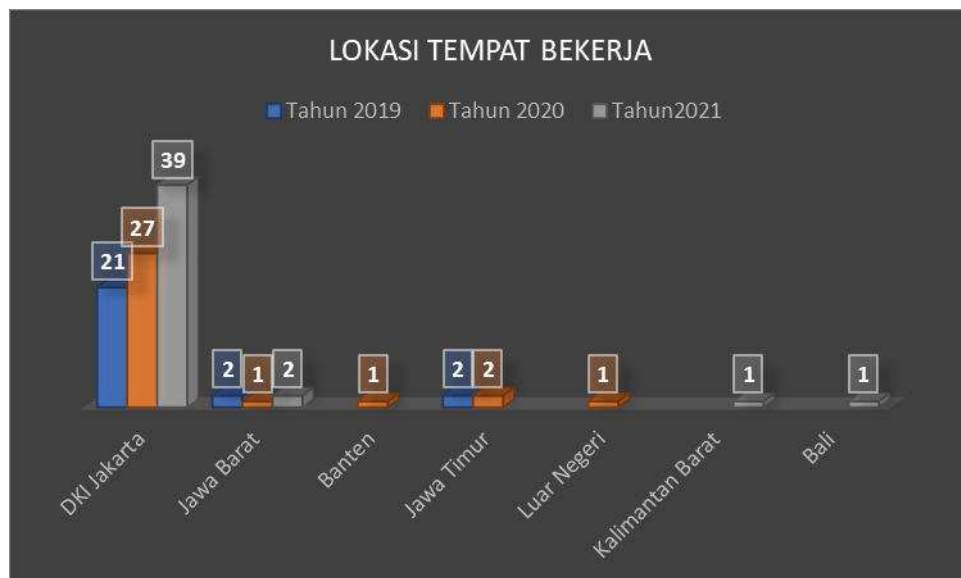 LOKASI TEMPAT BEKERJA
Tahun 2019 Tahun 2020 Tahun2021
39
27
21
2 1 2 1 2 2 1 1 1
DKI Jakarta
Jawa Barat
Banten
Jawa Timur
Luar Negeri
Kalimantan Barat
Bali